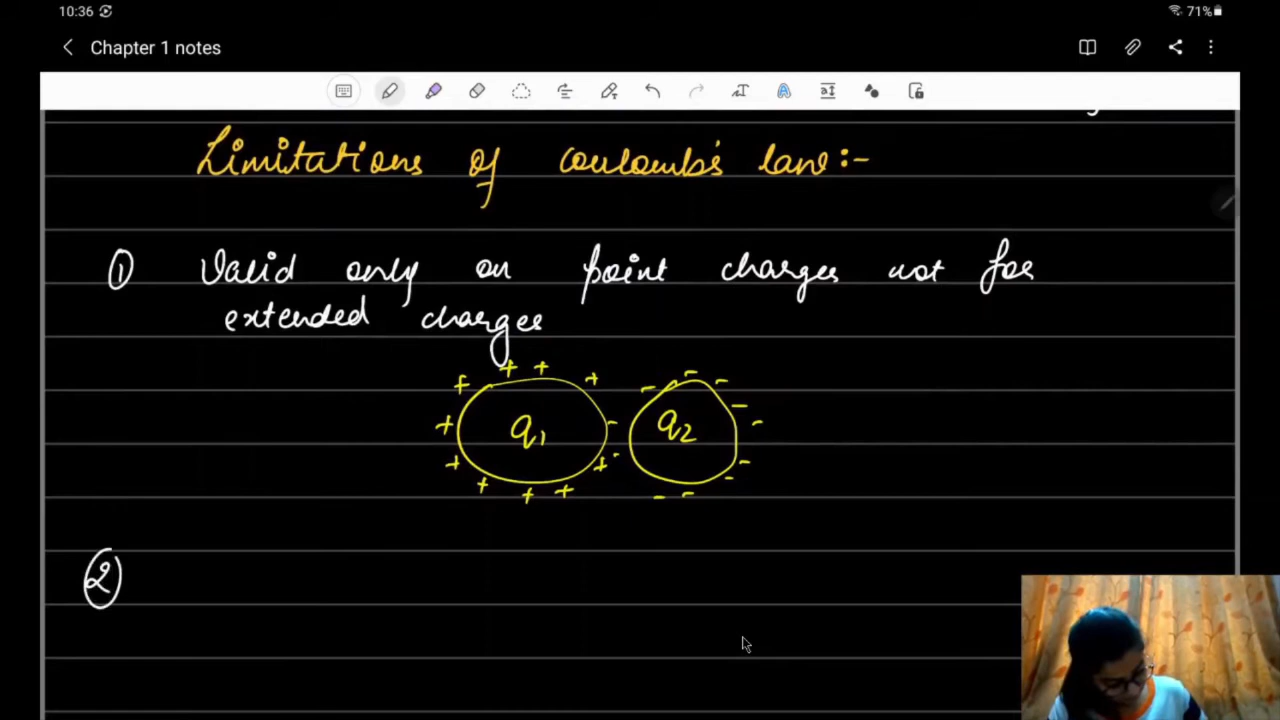 10:36
71%
Chapter 1 notes
Limitations of coulomb's law :-
① Valid only on point charges not for
extended charges
+ + + + + + + + + + + q1 - - - - - - - - - - q2
②